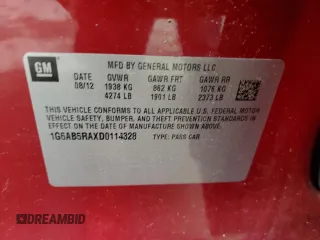 GM
MFD BY GENERAL MOTORS LLC
DATE GVWR GAWR FRT GAWR RR
08/12 1938 KG 862 KG 1076 KG
4274 LB 1901 LB 2373 LB
THIS VEHICLE CONFORMS TO ALL APPLICABLE U.S. FEDERAL MOTOR
VEHICLE SAFETY, BUMPER, AND THEFT PREVENTION STANDARDS IN
EFFECT ON THE DATE OF MANUFACTURE SHOWN ABOVE.
1G6AB5RAXD0114328 TYPE: PASS CAR
DREAMBID